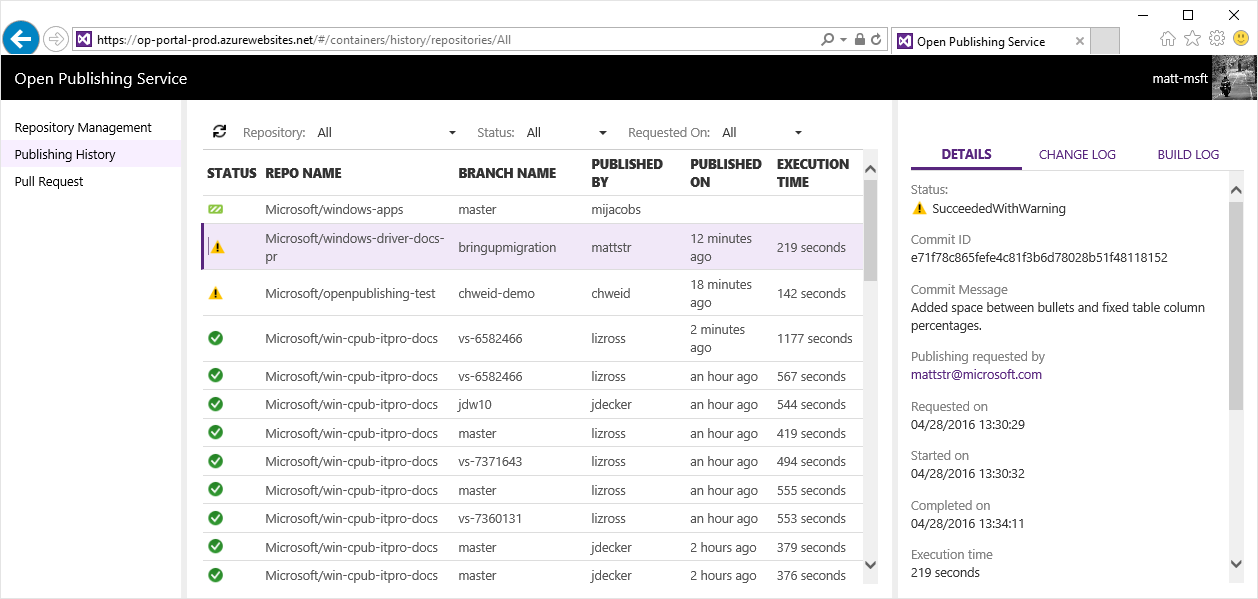 https://op-portal-prod.azurewebsites.net/#/containers/history/repositories/All
Open Publishing Service
Open Publishing Service
matt-msft
Repository Management
Publishing History
Pull Request
Repository: All Status: All Requested On: All
STATUS REPO NAME BRANCH NAME PUBLISHED BY PUBLISHED ON EXECUTION TIME
Microsoft/windows-apps master mijacobs
Microsoft/windows-driver-docs-pr bringupmigration mattstr 12 minutes ago 219 seconds
Microsoft/openpublishing-test chweid-demo chweid 18 minutes ago 142 seconds
Microsoft/win-cpub-itpro-docs vs-6582466 lizross 2 minutes ago 1177 seconds
Microsoft/win-cpub-itpro-docs vs-6582466 lizross an hour ago 567 seconds
Microsoft/win-cpub-itpro-docs jdw10 jdecker an hour ago 544 seconds
Microsoft/win-cpub-itpro-docs master lizross an hour ago 419 seconds
Microsoft/win-cpub-itpro-docs vs-7371643 lizross an hour ago 494 seconds
Microsoft/win-cpub-itpro-docs master lizross an hour ago 555 seconds
Microsoft/win-cpub-itpro-docs vs-7360131 lizross an hour ago 553 seconds
Microsoft/win-cpub-itpro-docs master jdecker 2 hours ago 379 seconds
Microsoft/win-cpub-itpro-docs master jdecker 2 hours ago 376 seconds
DETAILS CHANGE LOG BUILD LOG
Status:
SucceededWithWarning
Commit ID
e71f78c865fefe4c81f3b6d78028b51f48118152
Commit Message
Added space between bullets and fixed table column
percentages.
Publishing requested by
mattstr@microsoft.com
Requested on
04/28/2016 13:30:29
Started on
04/28/2016 13:30:32
Completed on
04/28/2016 13:34:11
Execution time
219 seconds